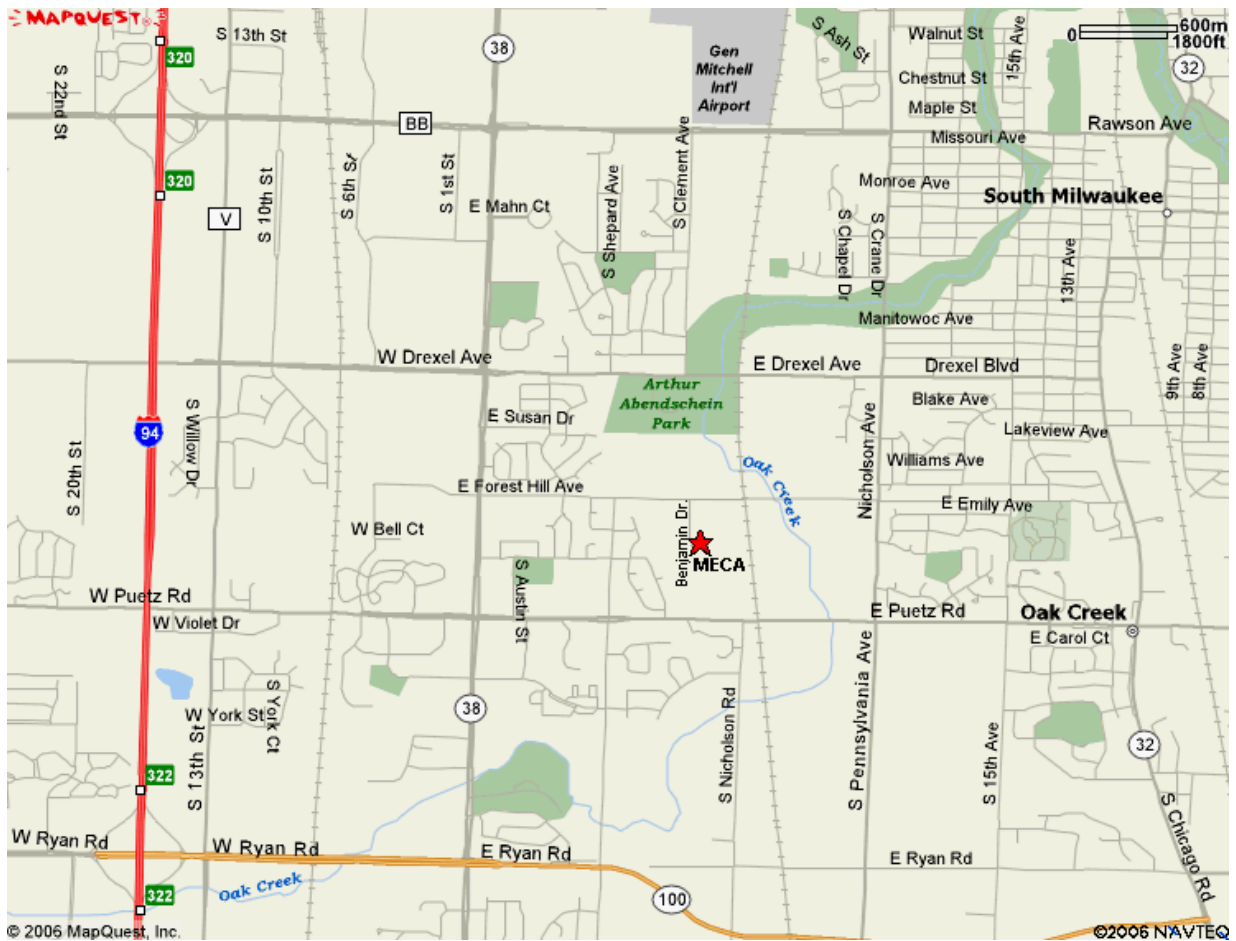 MAPQUEST
S 13th St
38
Gen
Mitchell
Int'l
Airport
S Ash St
Walnut St
15th Ave
0
600m
1800ft
320
S 22nd St
Chestnut St
32
Maple St
BB
Missouri Ave
Rawson Ave
320
S 10th St
S 6th St
S 1st St
S Shepard Ave
S Clement Ave
Monroe Ave
South Milwaukee
V
E Mahn Ct
S Chapel Dr
S Crane Dr
13th Ave
Manitowoc Ave
W Drexel Ave
E Drexel Ave
Drexel Blvd
9th Ave
8th Ave
Arthur
Abendschein
Park
S Willow Dr
E Susan Dr
Blake Ave
94
Lakeview Ave
S 20th St
Oak Creek
Nicholson Ave
Williams Ave
E Forest Hill Ave
E Emily Ave
W Bell Ct
Benjamin Dr.
MECA
S Austin St
W Puetz Rd
E Puetz Rd
Oak Creek
W Violet Dr
E Carol Ct
S York Ct
W York St
38
S Nicholson Rd
S Pennsylvania Ave
S 15th Ave
32
S 13th St
322
S Chicago Rd
W Ryan Rd
W Ryan Rd
E Ryan Rd
E Ryan Rd
322
Oak Creek
100
© 2006 MapQuest, Inc.
©2006 NAVTEQ